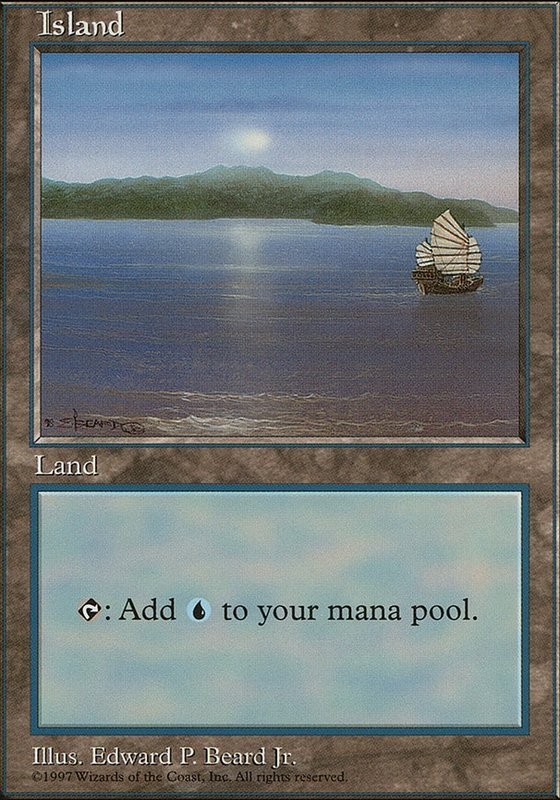 Island
E. BEARD
Land
: Add to your mana pool.
Illus. Edward P. Beard Jr.
©1997 Wizards of the Coast, Inc. All rights reserved.